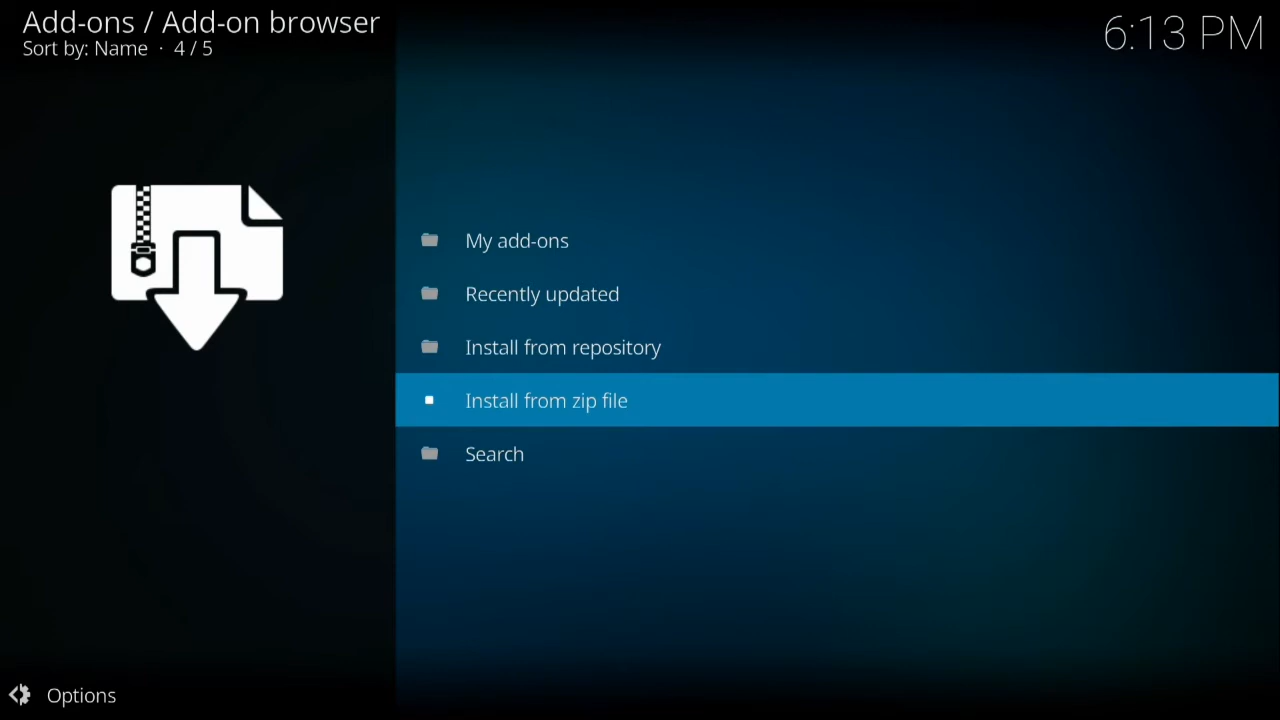 Add-ons / Add-on browser
Sort by: Name · 4 / 5
6:13 PM
My add-ons
Recently updated
Install from repository
Install from zip file
Search
Options